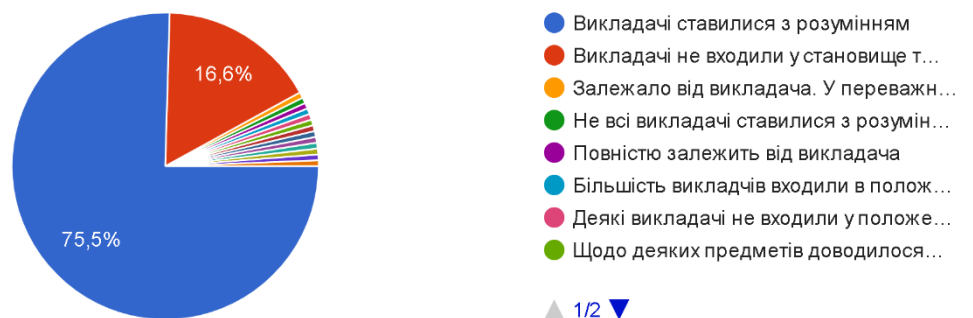 Викладачі ставилися з розумінням
Викладачі не входили у становище т...
Залежало від викладача. У переважн...
Не всі викладачі ставилися з розумін...
Повністю залежить від викладача
Більшість викладчів входили в полож...
Деякі викладачі не входили у положе...
Щодо деяких предметів доводилося...
1/2
16,6%
75,5%